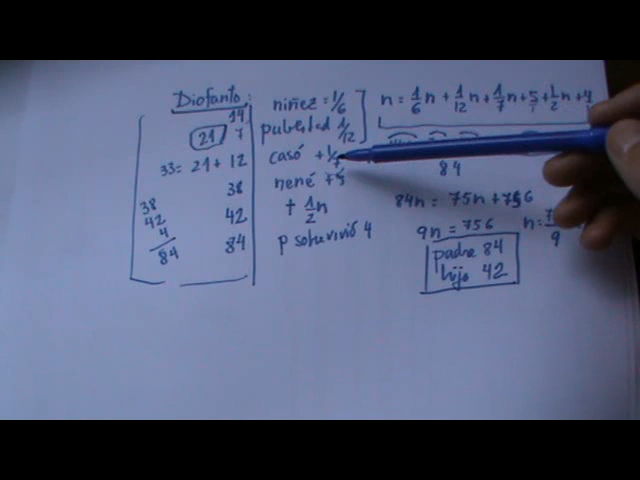 Diofanto:
14
21 7
33 = 21 + 12
38
38
42 42
4
84 84
niñez = 1/6
pubertad 1/12
casó + 1/7
nené + 5
+ 1/2 n
p sobrevivió 4
n = 1/6 n + 1/12 n + 1/7 n + 5 + 1/2 n + 4
84
84n = 75n + 756
9n = 756
padre 84
hijo 42